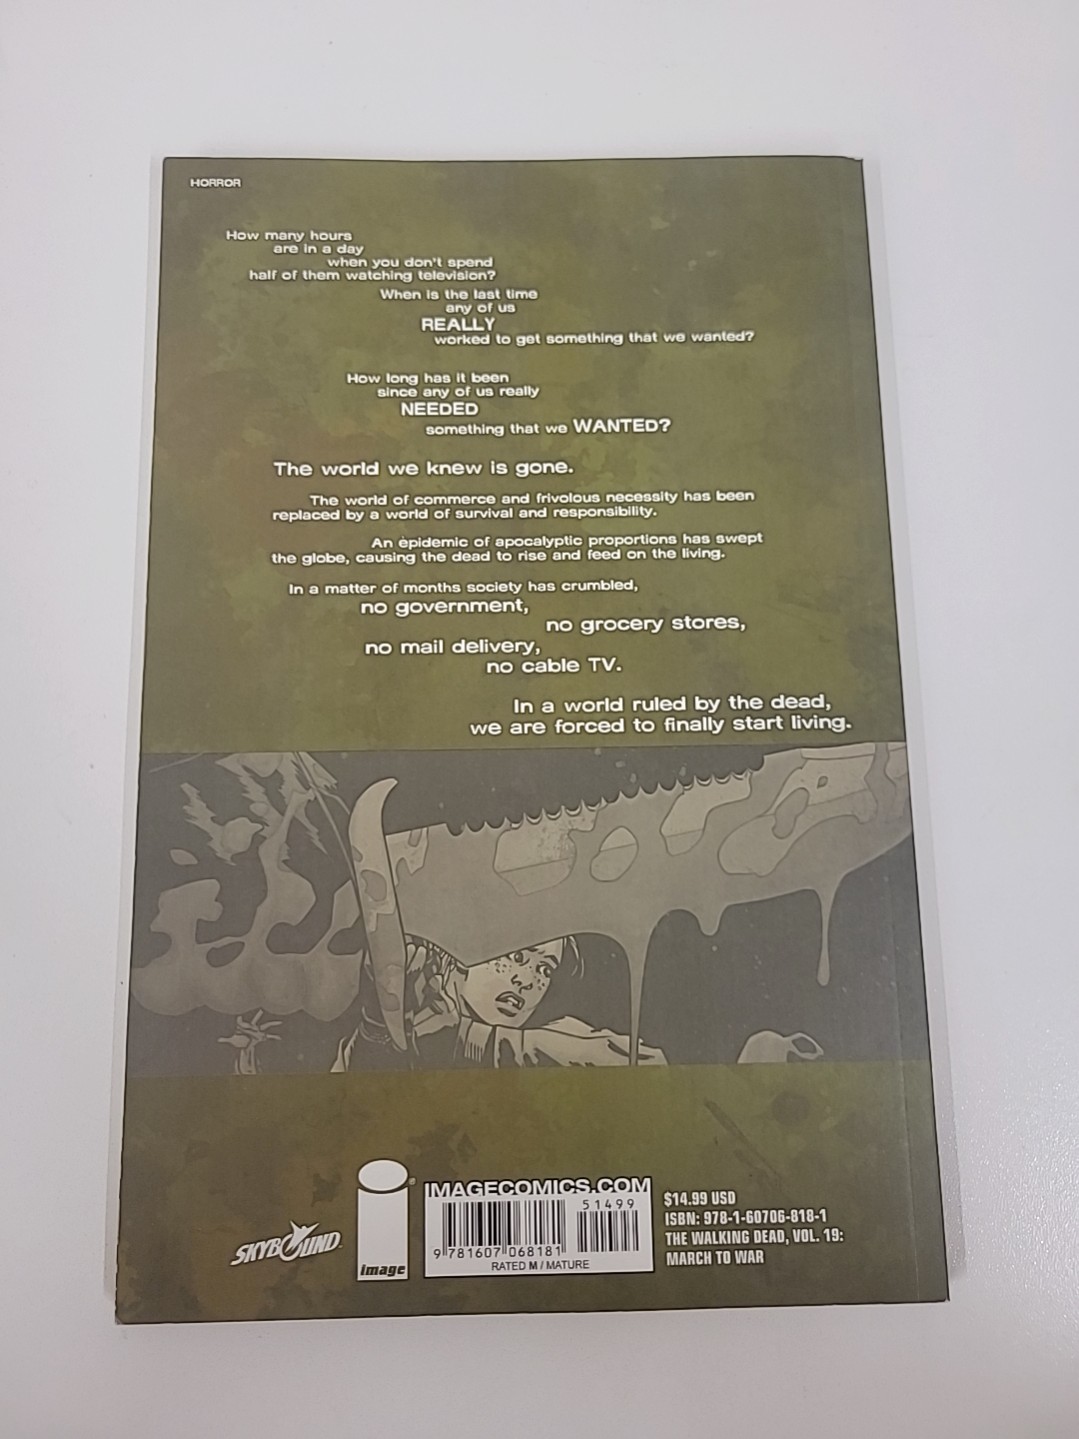 HORROR
How many hours
are in a day
when you don't spend
half of them watching television?
When is the last time
any of us
REALLY
worked to get something that we wanted?
How long has it been
since any of us really
NEEDED
something that we WANTED?
The world we knew is gone.
The world of commerce and frivolous necessity has been
replaced by a world of survival and responsibility.
An epidemic of apocalyptic proportions has swept
the globe, causing the dead to rise and feed on the living.
In a matter of months society has crumbled,
no government,
no grocery stores,
no mail delivery,
no cable TV.
In a world ruled by the dead,
we are forced to finally start living.
SKYBOUND
image
®
IMAGECOMICS.COM
51499
9 781607 068181
RATED M / MATURE
$14.99 USD
ISBN: 978-1-60706-818-1
THE WALKING DEAD, VOL. 19:
MARCH TO WAR